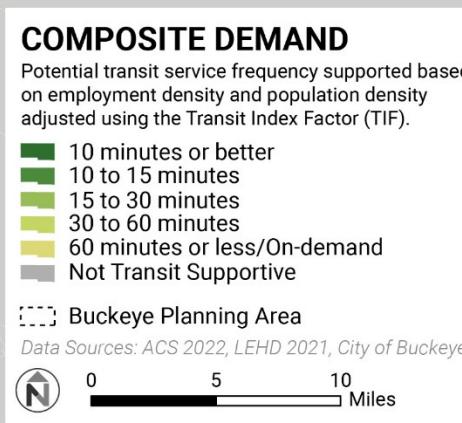 COMPOSITE DEMAND
Potential transit service frequency supported based
on employment density and population density
adjusted using the Transit Index Factor (TIF).
10 minutes or better
10 to 15 minutes
15 to 30 minutes
30 to 60 minutes
60 minutes or less/On-demand
Not Transit Supportive
Buckeye Planning Area
Data Sources: ACS 2022, LEHD 2021, City of Buckeye
N
0 5 10
Miles